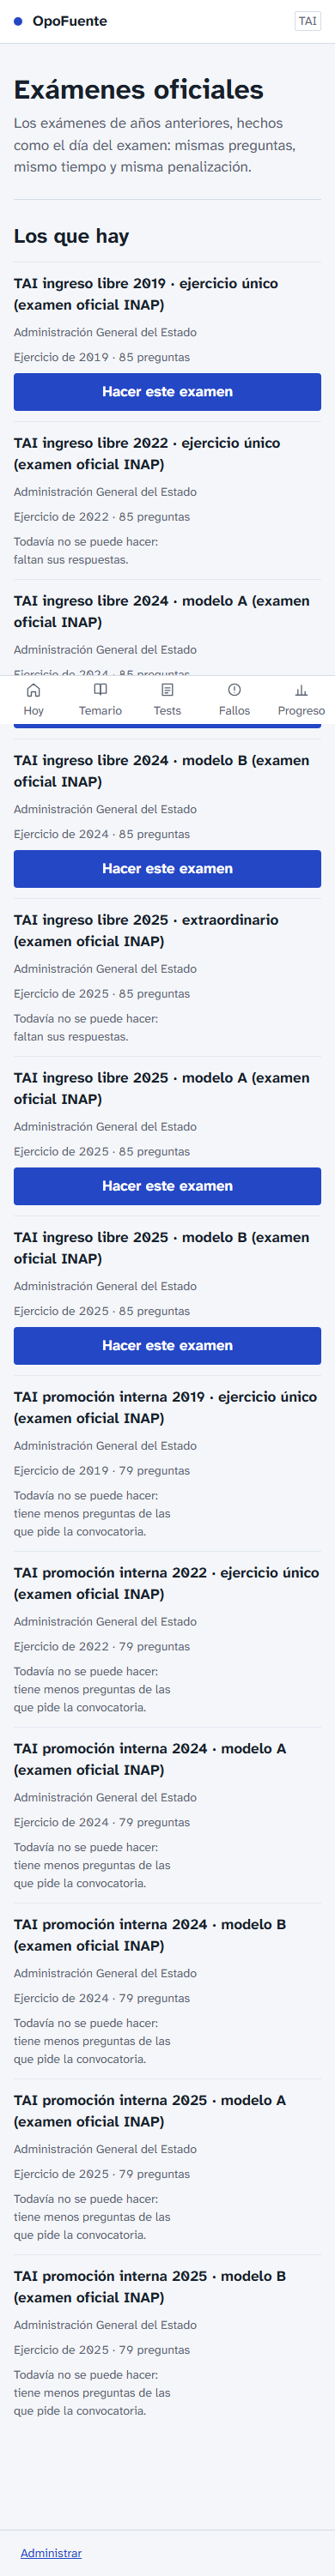 OpoFuente
TAI
Exámenes oficiales
Los exámenes de años anteriores, hechos
como el día del examen: mismas preguntas,
mismo tiempo y misma penalización.
Los que hay
TAI ingreso libre 2019 · ejercicio único
(examen oficial INAP)
Administración General del Estado
Ejercicio de 2019 · 85 preguntas
Hacer este examen
TAI ingreso libre 2022 · ejercicio único
(examen oficial INAP)
Administración General del Estado
Ejercicio de 2022 · 85 preguntas
Todavía no se puede hacer:
faltan sus respuestas.
TAI ingreso libre 2024 · modelo A (examen
oficial INAP)
Administración General del Estado
Ejercicio de 2024 · 85 preguntas
Hoy
Temario
Tests
Fallos
Progreso
TAI ingreso libre 2024 · modelo B (examen
oficial INAP)
Administración General del Estado
Ejercicio de 2024 · 85 preguntas
Hacer este examen
TAI ingreso libre 2025 · extraordinario
(examen oficial INAP)
Administración General del Estado
Ejercicio de 2025 · 85 preguntas
Todavía no se puede hacer:
faltan sus respuestas.
TAI ingreso libre 2025 · modelo A (examen
oficial INAP)
Administración General del Estado
Ejercicio de 2025 · 85 preguntas
Hacer este examen
TAI ingreso libre 2025 · modelo B (examen
oficial INAP)
Administración General del Estado
Ejercicio de 2025 · 85 preguntas
Hacer este examen
TAI promoción interna 2019 · ejercicio único
(examen oficial INAP)
Administración General del Estado
Ejercicio de 2019 · 79 preguntas
Todavía no se puede hacer:
tiene menos preguntas de las
que pide la convocatoria.
TAI promoción interna 2022 · ejercicio único
(examen oficial INAP)
Administración General del Estado
Ejercicio de 2022 · 79 preguntas
Todavía no se puede hacer:
tiene menos preguntas de las
que pide la convocatoria.
TAI promoción interna 2024 · modelo A
(examen oficial INAP)
Administración General del Estado
Ejercicio de 2024 · 79 preguntas
Todavía no se puede hacer:
tiene menos preguntas de las
que pide la convocatoria.
TAI promoción interna 2024 · modelo B
(examen oficial INAP)
Administración General del Estado
Ejercicio de 2024 · 79 preguntas
Todavía no se puede hacer:
tiene menos preguntas de las
que pide la convocatoria.
TAI promoción interna 2025 · modelo A
(examen oficial INAP)
Administración General del Estado
Ejercicio de 2025 · 79 preguntas
Todavía no se puede hacer:
tiene menos preguntas de las
que pide la convocatoria.
TAI promoción interna 2025 · modelo B
(examen oficial INAP)
Administración General del Estado
Ejercicio de 2025 · 79 preguntas
Todavía no se puede hacer:
tiene menos preguntas de las
que pide la convocatoria.
Administrar